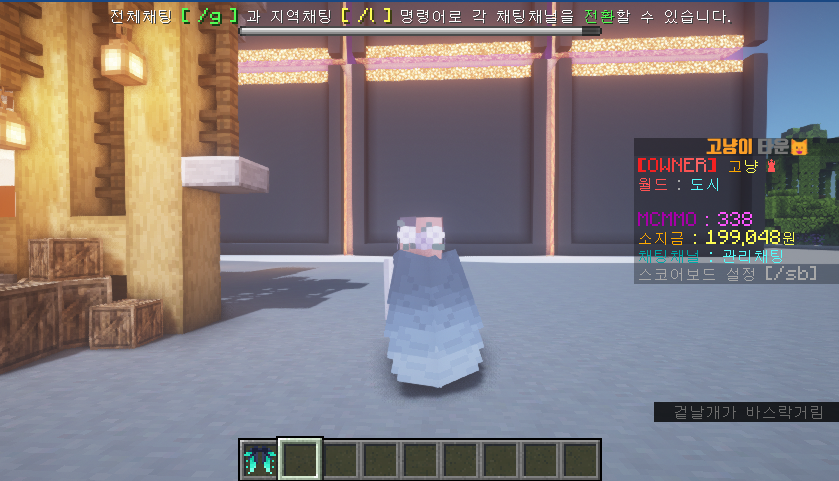 전체채팅 [ /g ] 과 지역채팅 [ /l ] 명령어로 각 채팅채널을 전환할 수 있습니다.
고냥이 타운
[OWNER] 고냥
월드 : 도시
MCMMO : 338
소지금 : 199,048원
채팅채널 : 관리채팅
스코어보드 설정 [/sb]
겉날개가 바스락거림